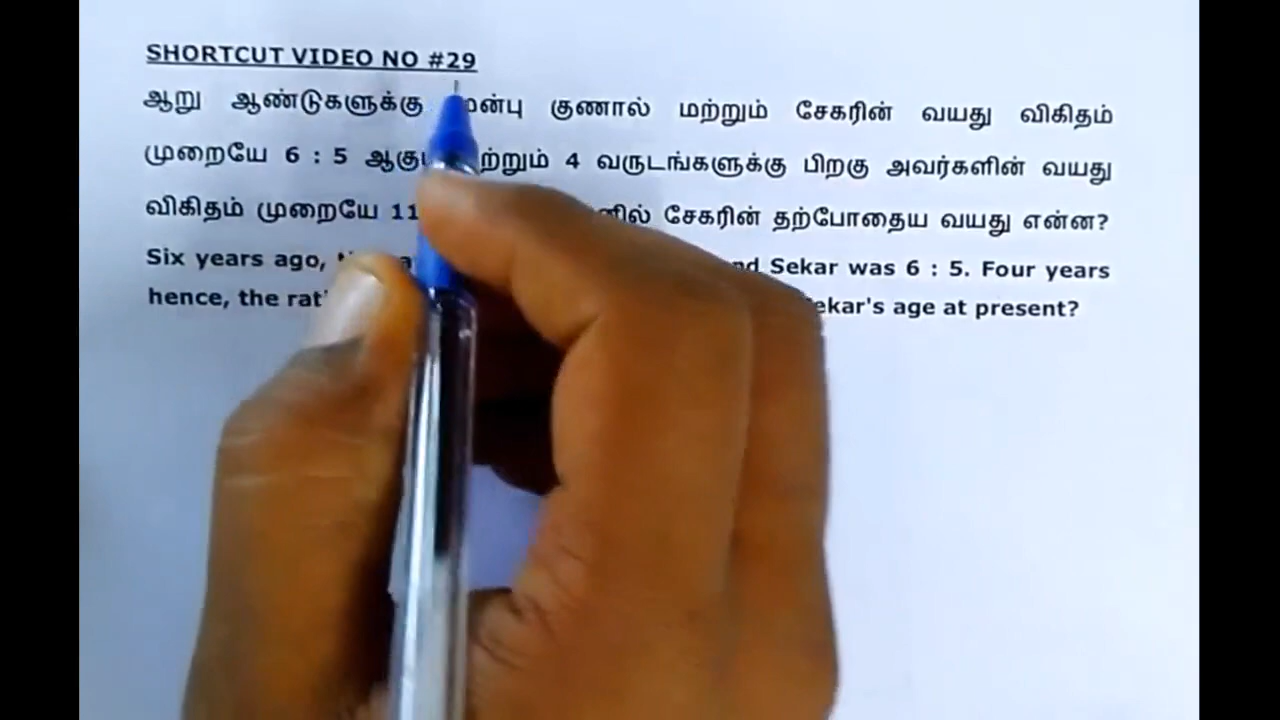 SHORTCUT VIDEO NO #29
ஆறு ஆண்டுகளுக்கு குணால் மற்றும் சேகரின் வயது விகிதம்
முறையே 6 : 5 4 வருடங்களுக்கு பிறகு அவர்களின் வயது
விகிதம் முறையே 11 சேகரின் தற்போதைய வயது என்ன?
Six years ago, Sekar was 6 : 5. Four years
hence, the age at present?